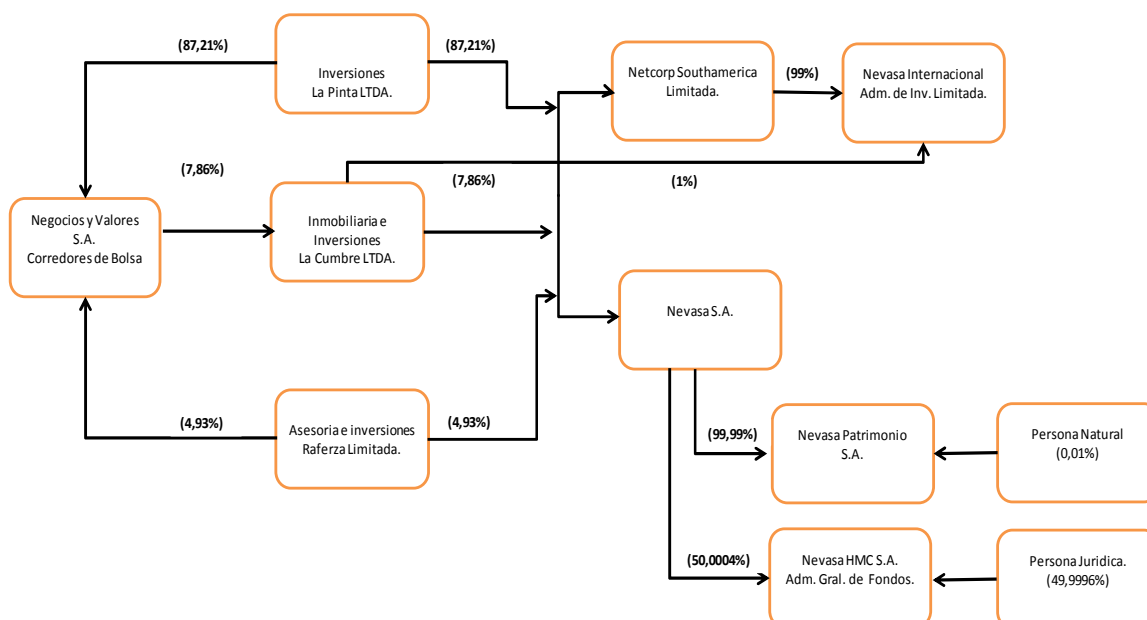 (87,21%)
(87,21%)
Inversiones
La Pinta LTDA.
Netcorp Southamerica
Limitada.
(99%)
Nevasa Internacional
Adm. de Inv. Limitada.
(7,86%)
(7,86%)
(1%)
Negocios y Valores
S.A.
Corredores de Bolsa
Inmobiliaria e
Inversiones
La Cumbre LTDA.
Nevasa S.A.
(4,93%)
Asesoria e inversiones
Raferza Limitada.
(4,93%)
(99,99%)
Nevasa Patrimonio
S.A.
Persona Natural
(0,01%)
(50,0004%)
Nevasa HMC S.A.
Adm. Gral. de Fondos.
Persona Juridica.
(49,9996%)